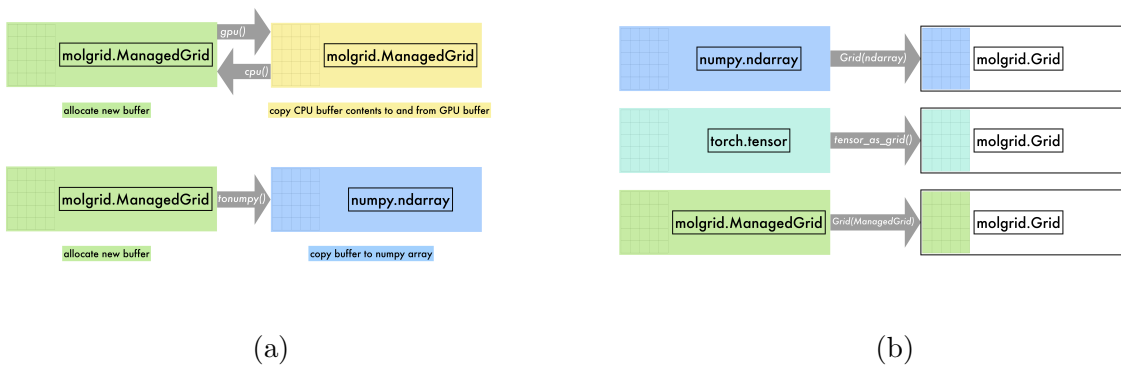 gpu()
molgrid.ManagedGrid
molgrid.ManagedGrid
cpu()
allocate new buffer
copy CPU buffer contents to and from GPU buffer
molgrid.ManagedGrid
tonumpy()
numpy.ndarray
allocate new buffer
copy buffer to numpy array
(a)
numpy.ndarray
Grid(ndarray)
molgrid.Grid
torch.tensor
tensor_as_grid()
molgrid.Grid
molgrid.ManagedGrid
Grid(ManagedGrid)
molgrid.Grid
(b)